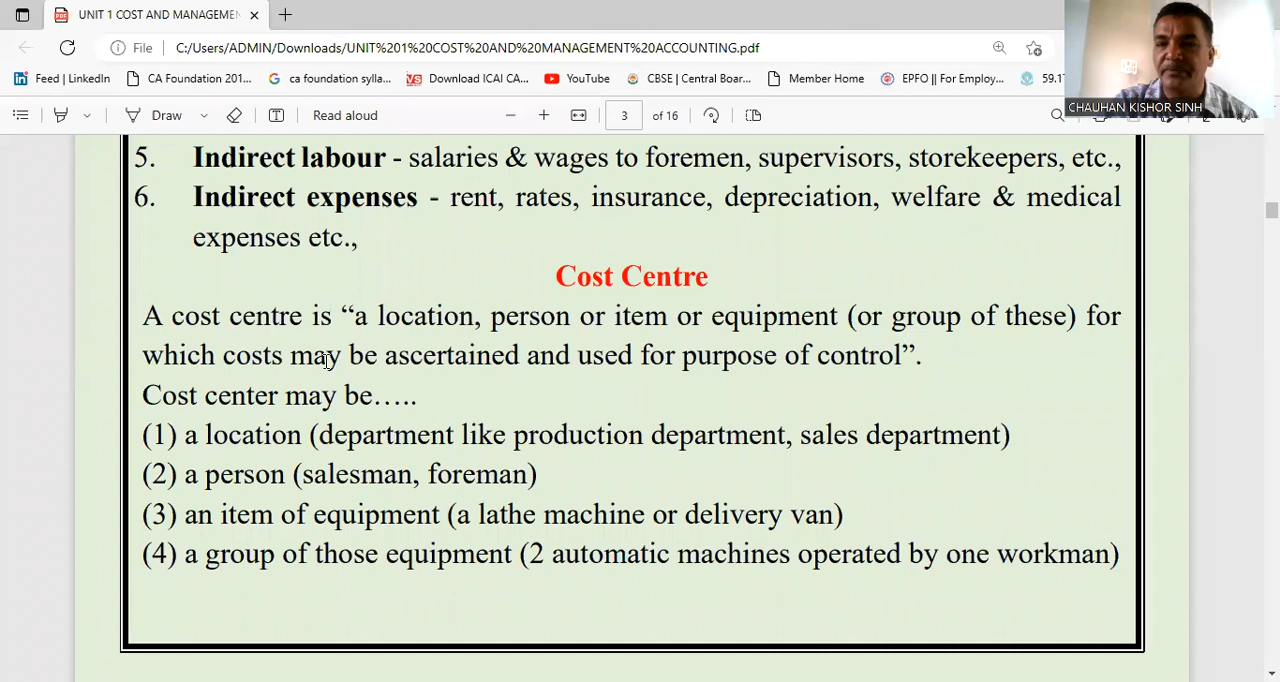 UNIT 1 COST AND MANAGEMEN
File C:/Users/ADMIN/Downloads/UNIT%201%20COST%20AND%20MANAGEMENT%20ACCOUNTING.pdf
Feed | LinkedIn CA Foundation 201... ca foundation sylla... Download ICAI CA... YouTube CBSE | Central Boar... Member Home EPFO || For Employ... 59.1
CHAUHAN KISHOR SINH
Draw Read aloud 3 of 16
5. Indirect labour - salaries & wages to foremen, supervisors, storekeepers, etc.,
6. Indirect expenses - rent, rates, insurance, depreciation, welfare & medical
expenses etc.,
Cost Centre
A cost centre is “a location, person or item or equipment (or group of these) for
which costs may be ascertained and used for purpose of control”.
Cost center may be…..
(1) a location (department like production department, sales department)
(2) a person (salesman, foreman)
(3) an item of equipment (a lathe machine or delivery van)
(4) a group of those equipment (2 automatic machines operated by one workman)